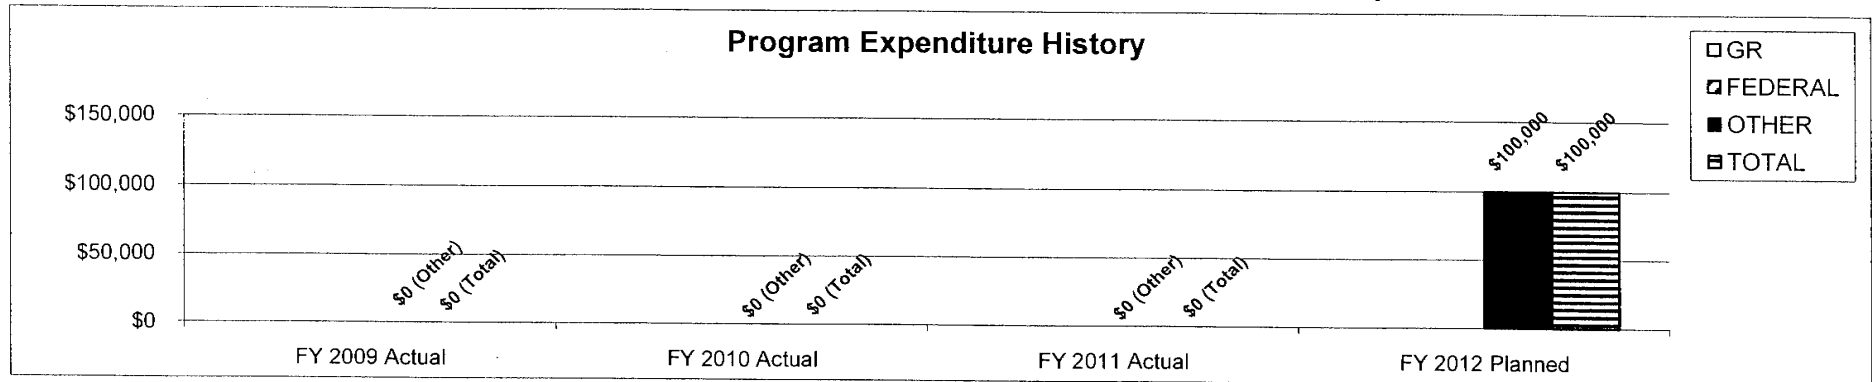 Program Expenditure History
GR
FEDERAL
OTHER
TOTAL
$150,000
$100,000
$50,000
$0
$0 (Other)
$0 (Total)
$0 (Other)
$0 (Total)
$0 (Other)
$0 (Total)
$100,000
$100,000
FY 2009 Actual
FY 2010 Actual
FY 2011 Actual
FY 2012 Planned